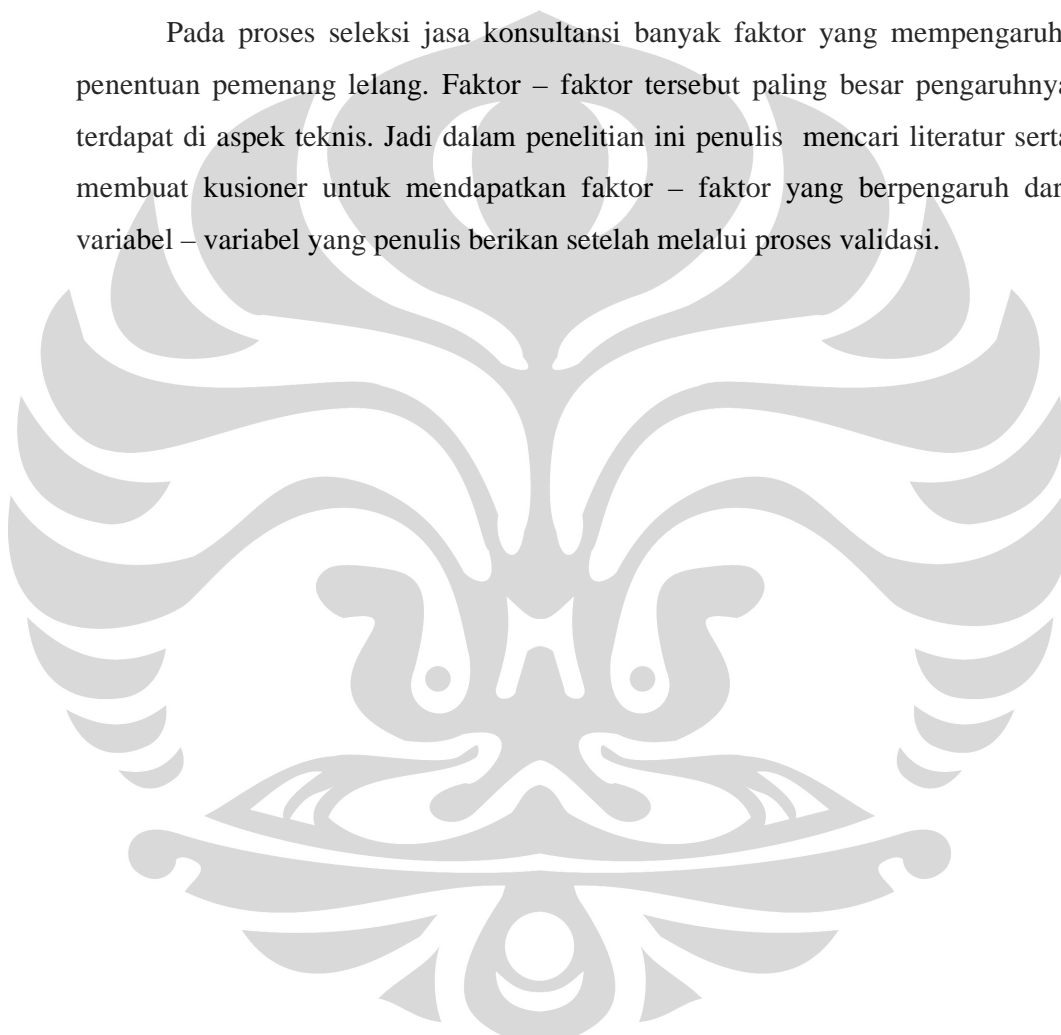 Pada proses seleksi jasa konsultansi banyak faktor yang mempengaruh
penentuan pemenang lelang. Faktor – faktor tersebut paling besar pengaruhnya
terdapat di aspek teknis. Jadi dalam penelitian ini penulis mencari literatur serta
membuat kusioner untuk mendapatkan faktor – faktor yang berpengaruh dar
variabel – variabel yang penulis berikan setelah melalui proses validasi.